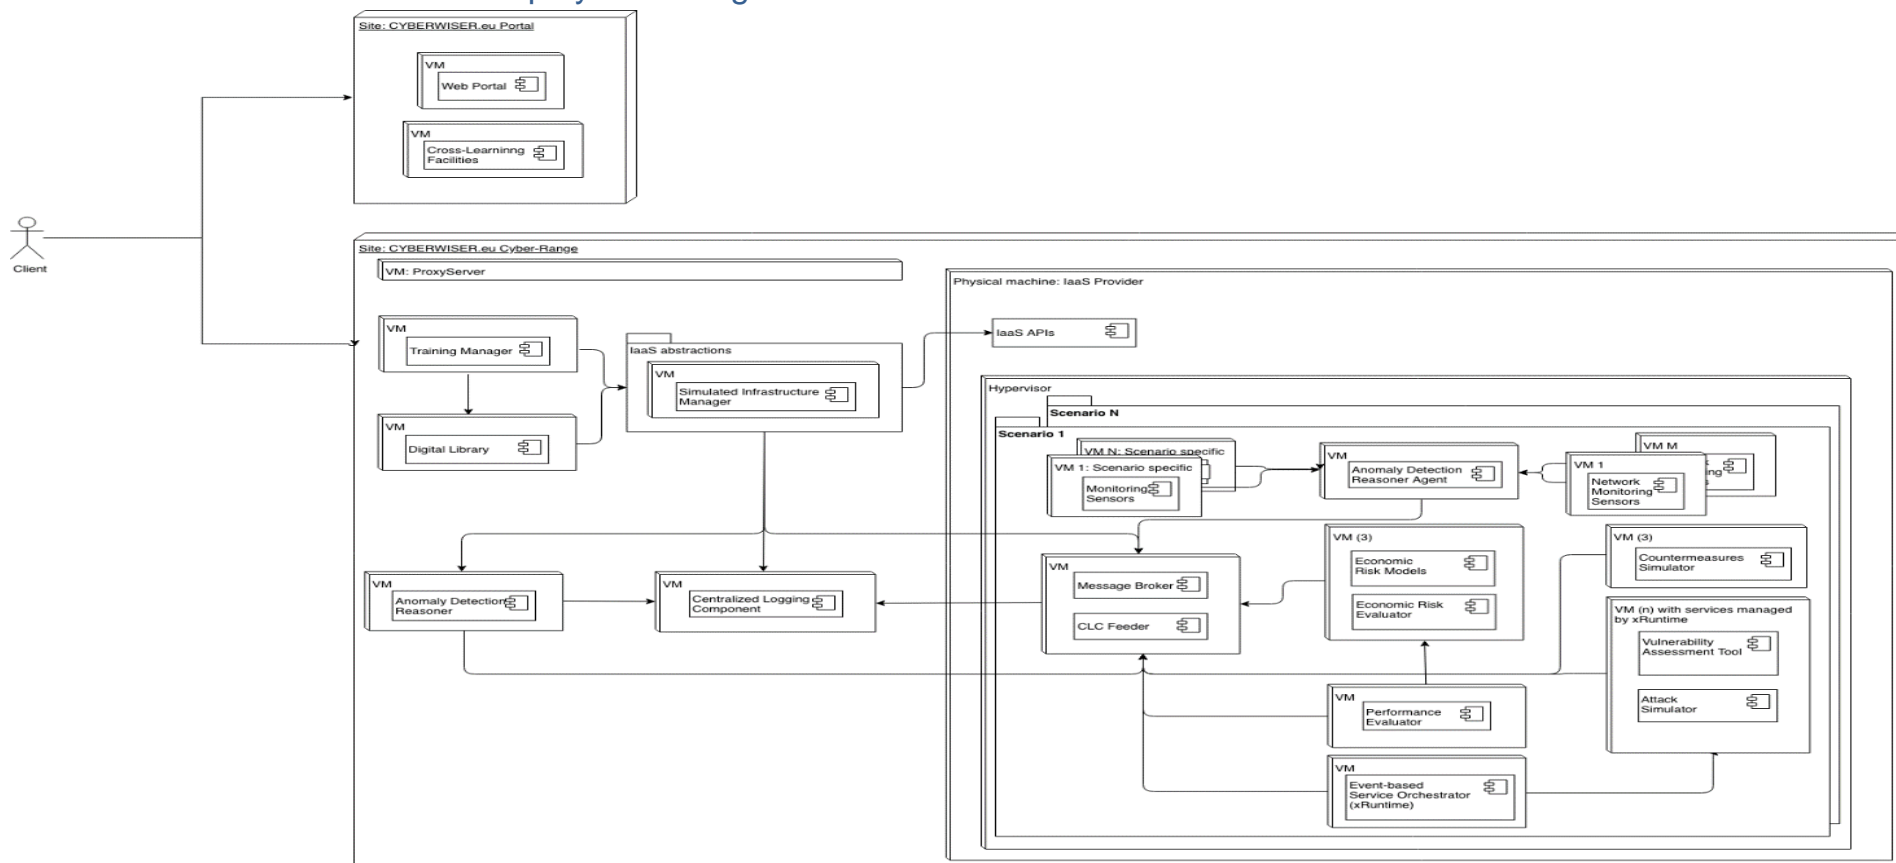 Site: CYBERWISER.eu Portal
VM
Web Portal
VM
Cross-Learninng
Facilities
Client
Site: CYBERWISER.eu Cyber-Range
VM: ProxyServer
Physical machine: IaaS Provider
VM
Training Manager
IaaS abstractions
VM
Simulated Infrastructure
Manager
IaaS APIs
VM
Digital Library
Hypervisor
Scenario N
Scenario 1
VM N: Scenario specific
VM 1: Scenario specific
Monitoring
Sensors
VM
Anomaly Detection
Reasoner Agent
VM M
VM 1
Network
Monitoring
Sensors
VM
Anomaly Detection
Reasoner
VM
Centralized Logging
Component
VM
Message Broker
CLC Feeder
VM (3)
Economic
Risk Models
Economic Risk
Evaluator
VM (3)
Countermeasures
Simulator
VM (n) with services managed
by xRuntime
Vulnerability
Assessment Tool
Attack
Simulator
VM
Performance
Evaluator
VM
Event-based
Service Orchestrator
(xRuntime)